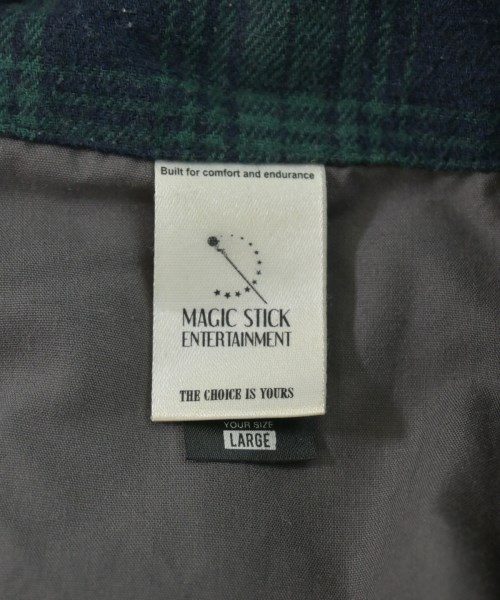 Built for comfort and endurance
MAGIC STICK
ENTERTAINMENT
THE CHOICE IS YOURS
YOUR SIZE
LARGE